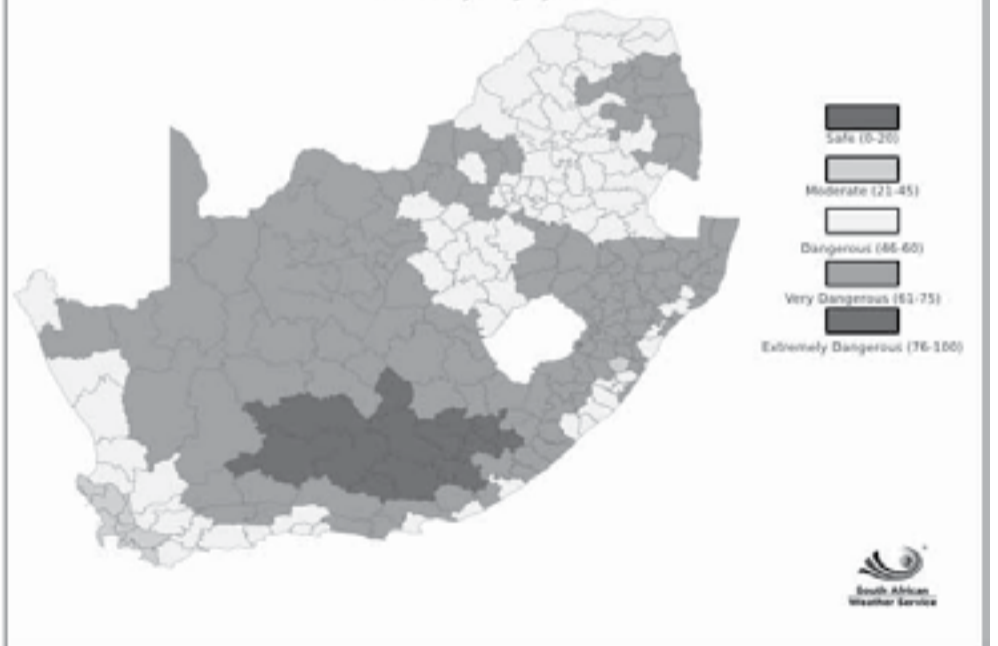 Safe (0-20)
Moderate (21-45)
Dangerous (46-60)
Very Dangerous (61-75)
Extremely Dangerous (76-100)
South African
Weather Service